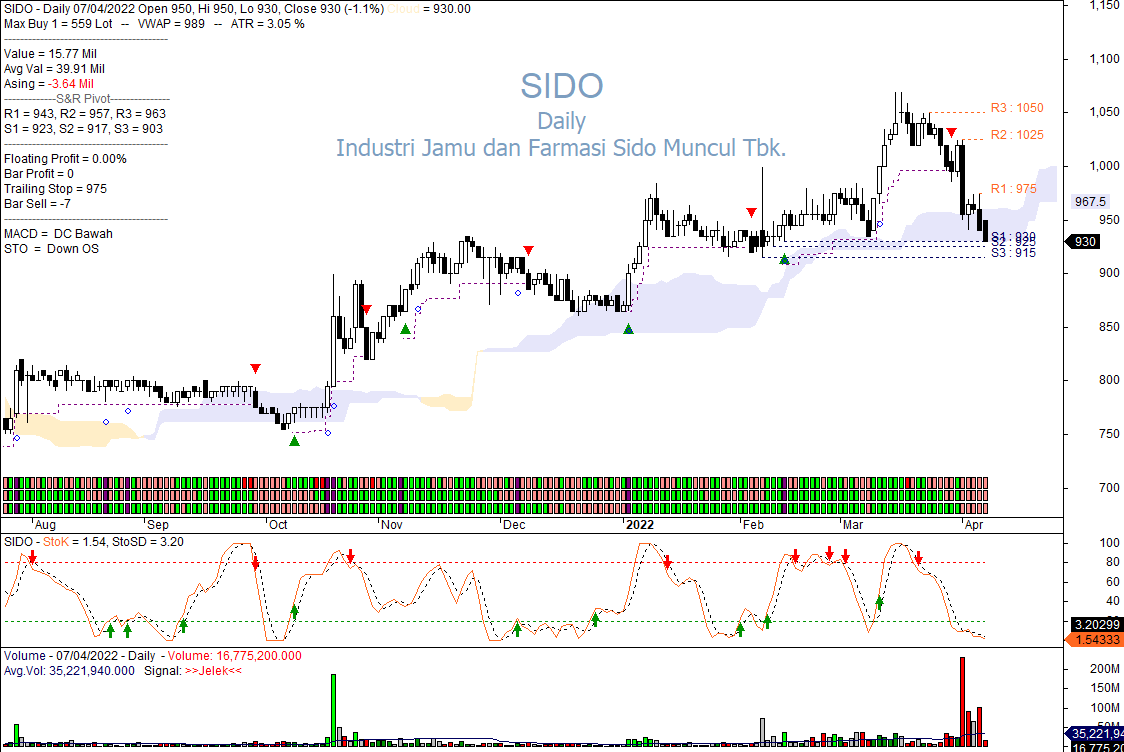 SIDO - Daily 07/04/2022 Open 950, Hi 950, Lo 930, Close 930 (-1.1%) Cloud = 930.00
Max Buy 1 = 559 Lot -- VWAP = 989 -- ATR = 3.05 %
Value = 15.77 Mil
Avg Val = 39.91 Mil
Asing = -3.64 Mil
-------------S&R Pivot---------------
R1 = 943, R2 = 957, R3 = 963
S1 = 923, S2 = 917, S3 = 903
Floating Profit = 0.00%
Bar Profit = 0
Trailing Stop = 975
Bar Sell = -7
MACD = DC Bawah
STO = Down OS
SIDO
Daily
Industri Jamu dan Farmasi Sido Muncul Tbk.
R3 : 1050
R2 : 1025
R1 : 975
S1 : 930
S2 : 925
S3 : 915
1,150
1,100
1,050
1,000
967.5
950
930
900
850
800
750
700
Aug Sep Oct Nov Dec 2022 Feb Mar Apr
SIDO - StoK = 1.54, StoSD = 3.20
100
80
60
40
3.20299
1.54333
Volume - 07/04/2022 - Daily - Volume: 16,775,200.000
Avg.Vol: 35,221,940.000 Signal: >>Jelek<<
200M
150M
100M
50M
35,221,94
16,775,20